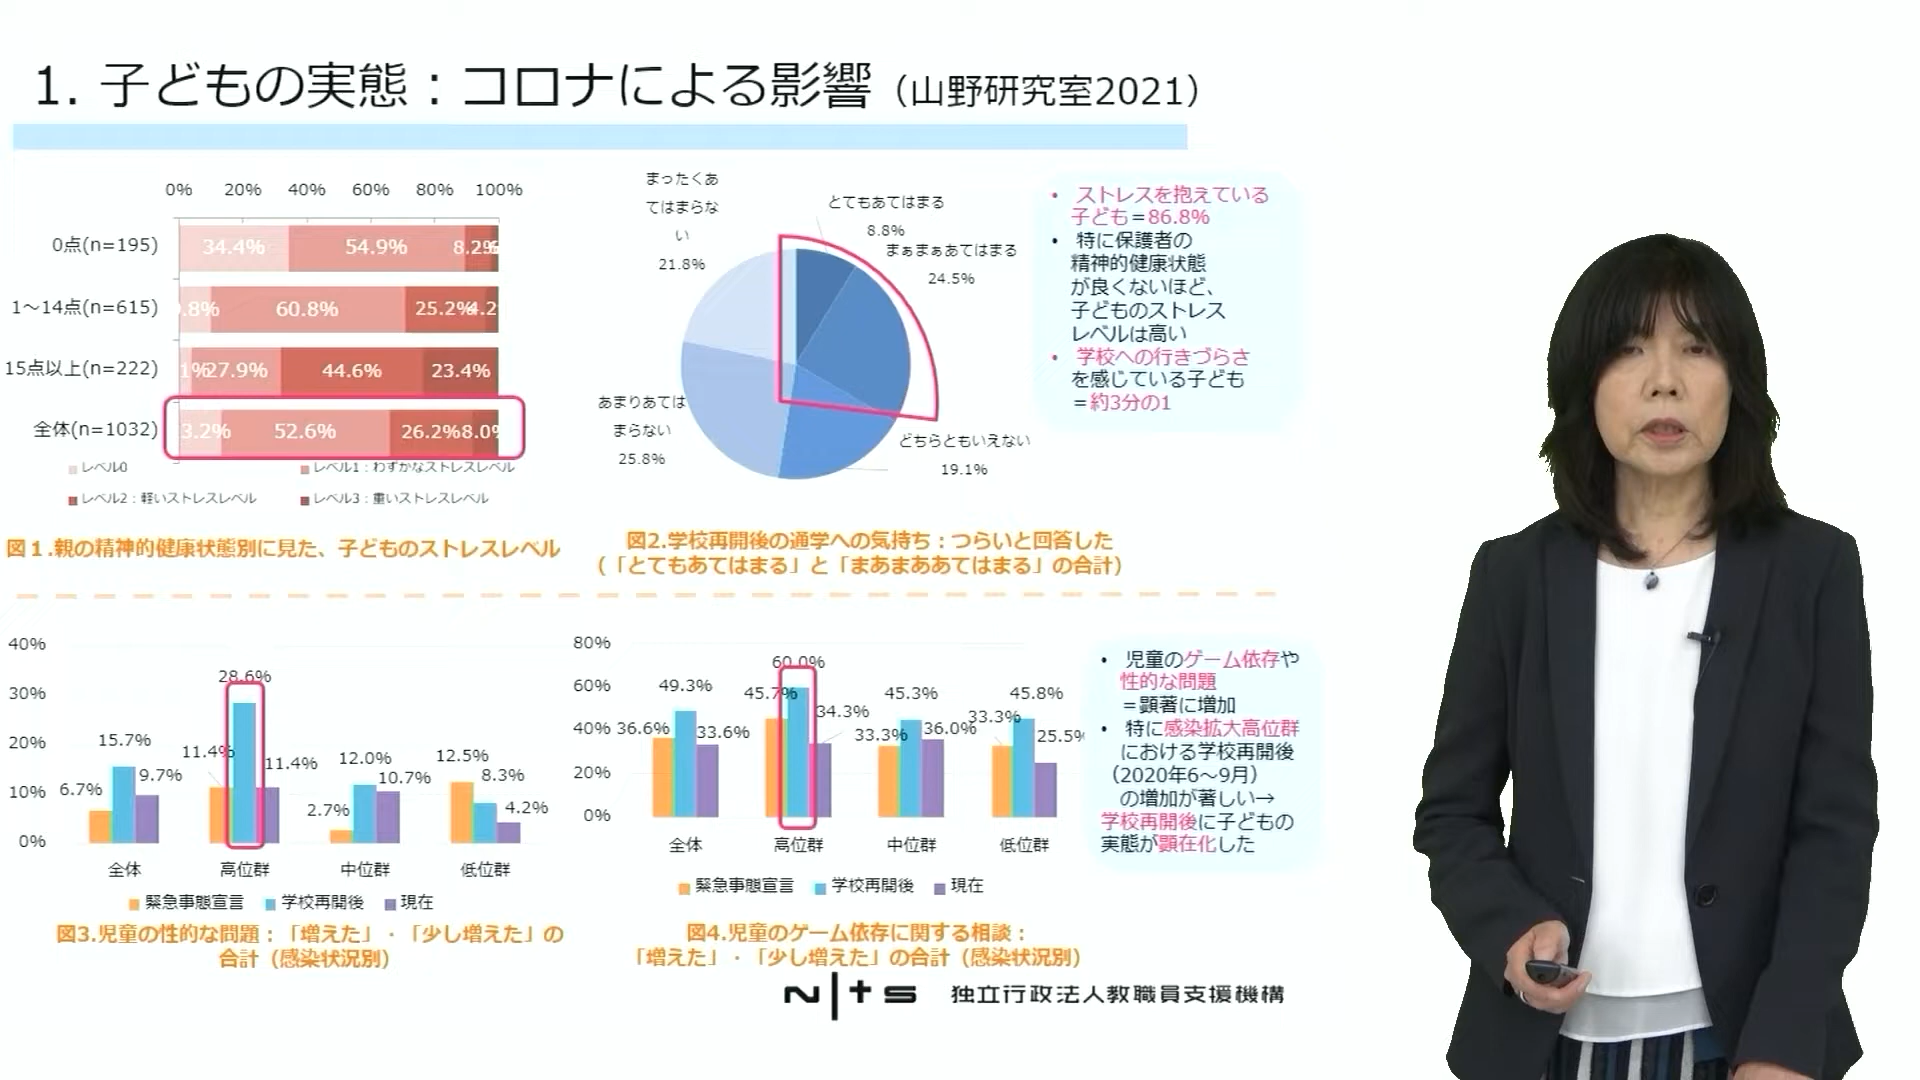 1. 子どもの実態：コロナによる影響（山野研究室2021）
0% 20% 40% 60% 80% 100%
0点(n=195) 34.4% 54.9% 8.2%
1～14点(n=615) 60.8% 25.2%
15点以上(n=222) 27.9% 44.6% 23.4%
全体(n=1032) 3.2% 52.6% 26.2% 8.0%
レベル0 レベル1：わずかなストレスレベル
レベル2：軽いストレスレベル レベル3：重いストレスレベル
図１.親の精神的健康状態別に見た、子どものストレスレベル
まったくあ
てはまらな
い
21.8%
とてもあてはまる
8.8%
まぁまぁあてはまる
24.5%
あまりあては
まらない
25.8%
どちらともいえない
19.1%
図2.学校再開後の通学への気持ち：つらいと回答した
(「とてもあてはまる」と「まあまああてはまる」の合計)
• ストレスを抱えている
子ども＝86.8%
• 特に保護者の
精神的健康状態
が良くないほど、
子どものストレス
レベルは高い
• 学校への行きづらさ
を感じている子ども
＝約3分の1
40%
30%
20%
10%
0%
6.7% 15.7% 9.7%
11.4% 28.6% 11.4%
2.7% 12.0% 10.7%
12.5% 8.3% 4.2%
全体 高位群 中位群 低位群
緊急事態宣言 学校再開後 現在
図3.児童の性的な問題：「増えた」・「少し増えた」の
合計（感染状況別）
80%
60%
40%
20%
0%
36.6% 49.3% 33.6%
45.7% 60.0% 34.3%
33.3% 45.3% 36.0%
33.3% 45.8% 25.5%
全体 高位群 中位群 低位群
緊急事態宣言 学校再開後 現在
図4.児童のゲーム依存に関する相談：
「増えた」・「少し増えた」の合計（感染状況別）
• 児童のゲーム依存や
性的な問題
＝顕著に増加
• 特に感染拡大高位群
における学校再開後
（2020年6～9月）
の増加が著しい→
学校再開後に子どもの
実態が顕在化した
N|ts 独立行政法人教職員支援機構